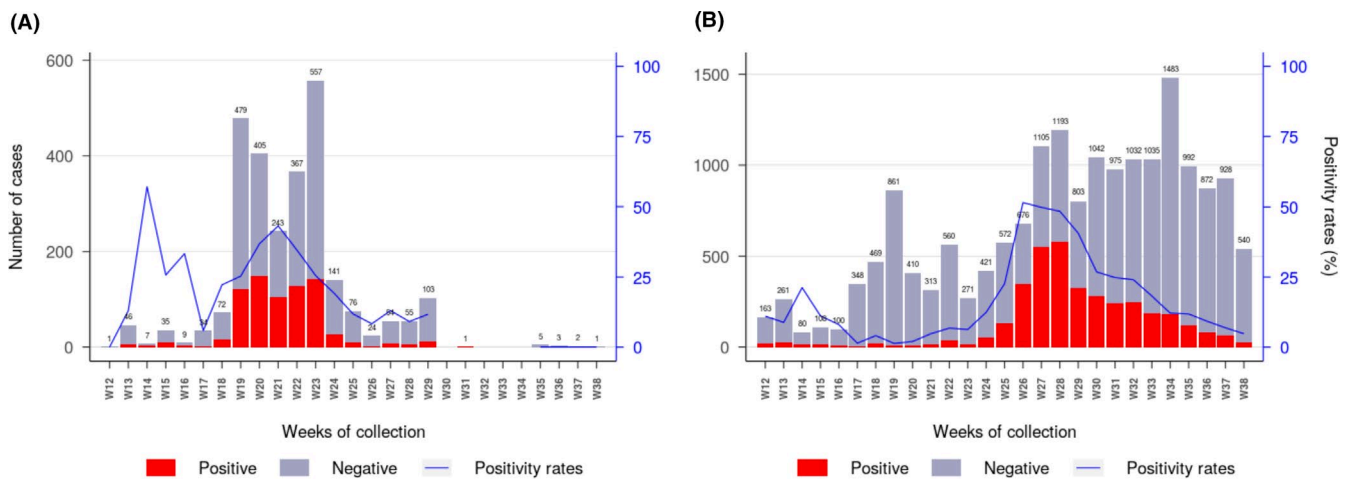 (A)
(B)
600
400
200
0
Number of cases
100
75
50
25
0
1 46 7 35 9 34 72 479 405 243 367 557 141 76 24 54 55 103 1 5 3 2 1
W12 W13 W14 W15 W16 W17 W18 W19 W20 W21 W22 W23 W24 W25 W26 W27 W28 W29 W30 W31 W32 W33 W34 W35 W36 W37 W38
Weeks of collection
Positive Negative Positivity rates
1500
1000
500
0
163 261 80 100 348 469 861 410 313 560 271 421 572 676 1105 1193 803 1042 975 1032 1035 1483 992 872 928 540
100
75
50
25
0
Positivity rates (%)
W12 W13 W14 W15 W16 W17 W18 W19 W20 W21 W22 W23 W24 W25 W26 W27 W28 W29 W30 W31 W32 W33 W34 W35 W36 W37 W38
Weeks of collection
Positive Negative Positivity rates